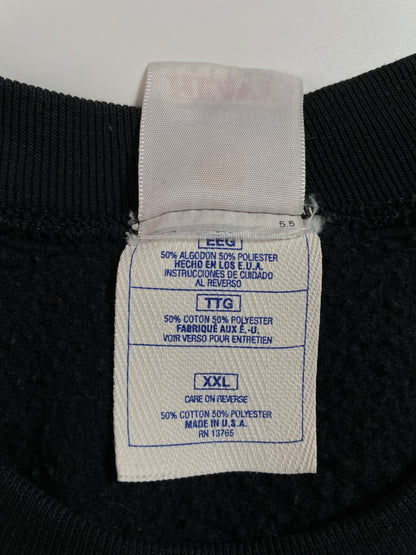 5.5
EEG
50% ALGODON 50% POLIESTER
HECHO EN LOS E.U.A.
INSTRUCCIONES DE CUIDADO
AL REVERSO
TTG
50% COTON 50% POLYESTER
FABRIQUÉ AUX É.-U.
VOIR VERSO POUR ENTRETIEN
XXL
CARE ON REVERSE
50% COTTON 50% POLYESTER
MADE IN U.S.A.
RN 13765